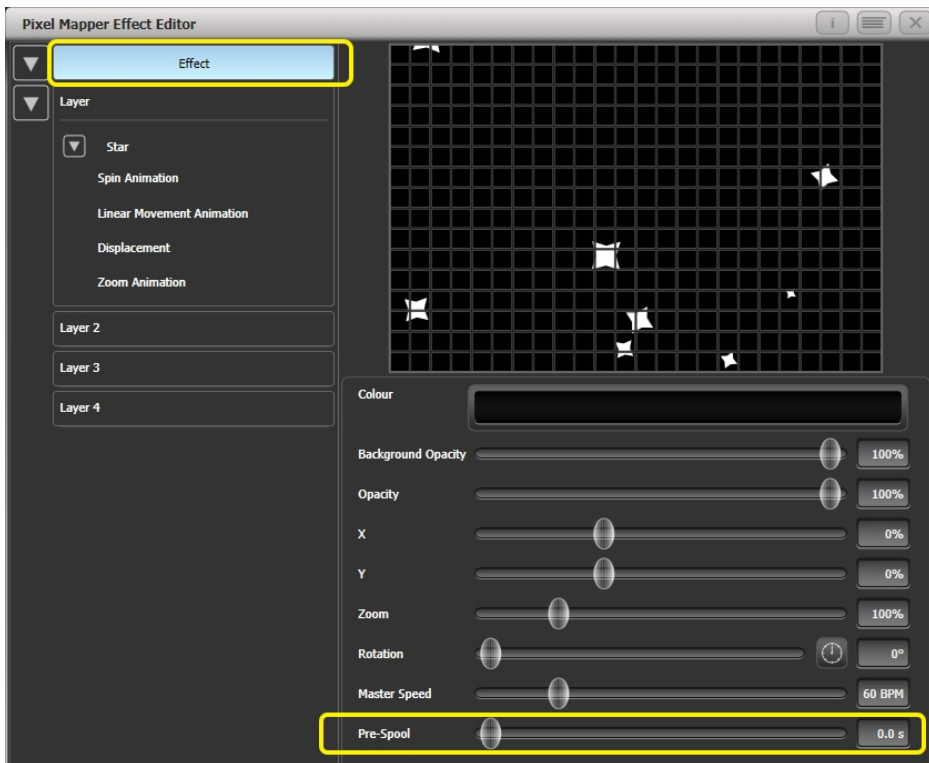 Pixel Mapper Effect Editor
i
Effect
Layer
Star
Spin Animation
Linear Movement Animation
Displacement
Zoom Animation
Layer 2
Layer 3
Layer 4
Colour
Background Opacity 100%
Opacity 100%
X 0%
Y 0%
Zoom 100%
Rotation 0°
Master Speed 60 BPM
Pre-Spool 0.0 s